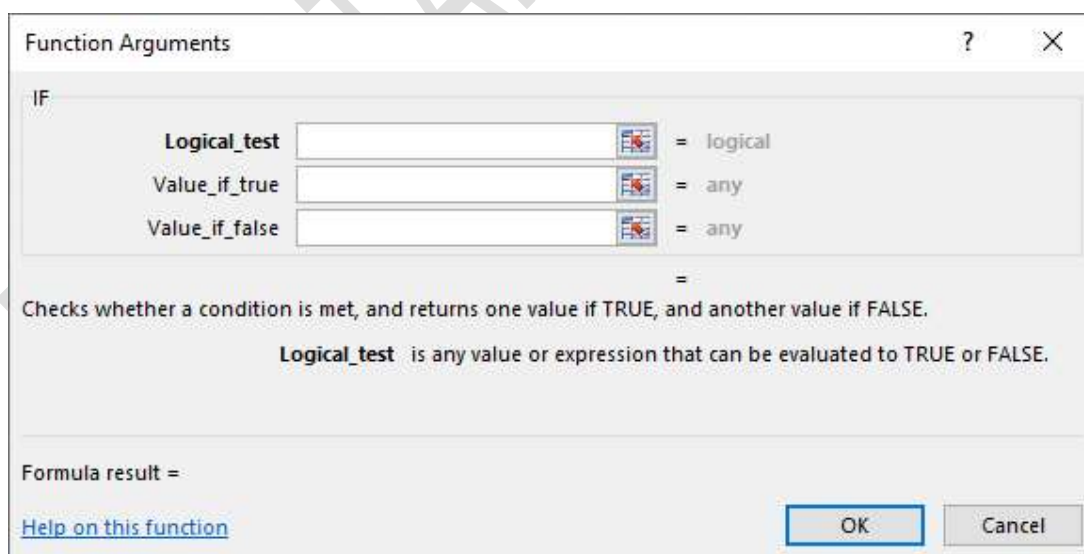 Function Arguments ? ×
IF
Logical_test = logical
Value_if_true = any
Value_if_false = any
=
Checks whether a condition is met, and returns one value if TRUE, and another value if FALSE.
Logical_test is any value or expression that can be evaluated to TRUE or FALSE.
Formula result =
Help on this function OK Cancel